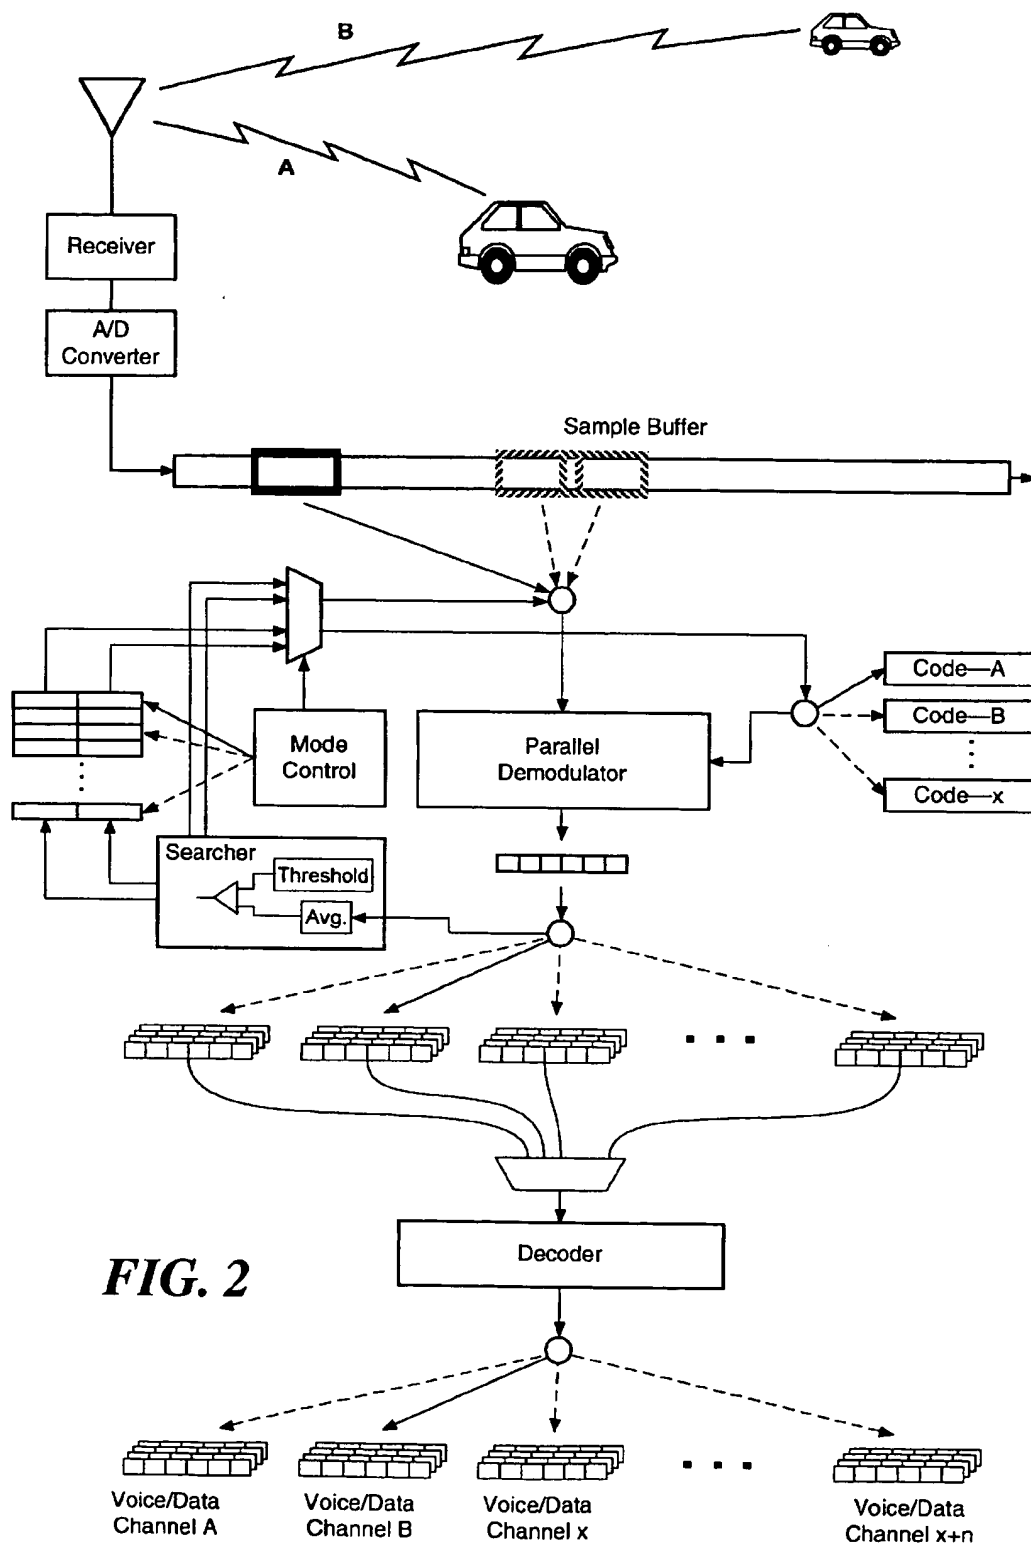 B
A
Receiver
A/D
Converter
Sample Buffer
Code—A
Code—B
Code—x
Mode
Control
Parallel
Demodulator
Searcher
Threshold
Avg.
Decoder
FIG. 2
Voice/Data
Channel A
Voice/Data
Channel B
Voice/Data
Channel x
Voice/Data
Channel x+n